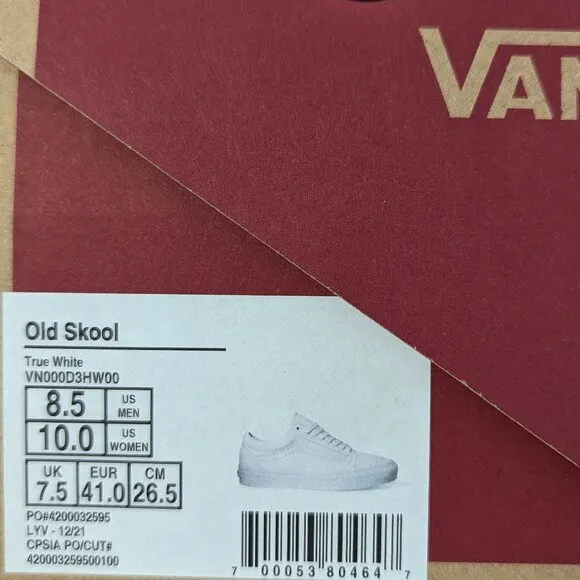 VAN
Old Skool
True White
VN000D3HW00
8.5 US MEN
10.0 US WOMEN
UK EUR CM
7.5 41.0 26.5
PO#4200032595
LYV - 12/21
CPSIA PO/CUT#
420003259500100
7 00053 80464 7